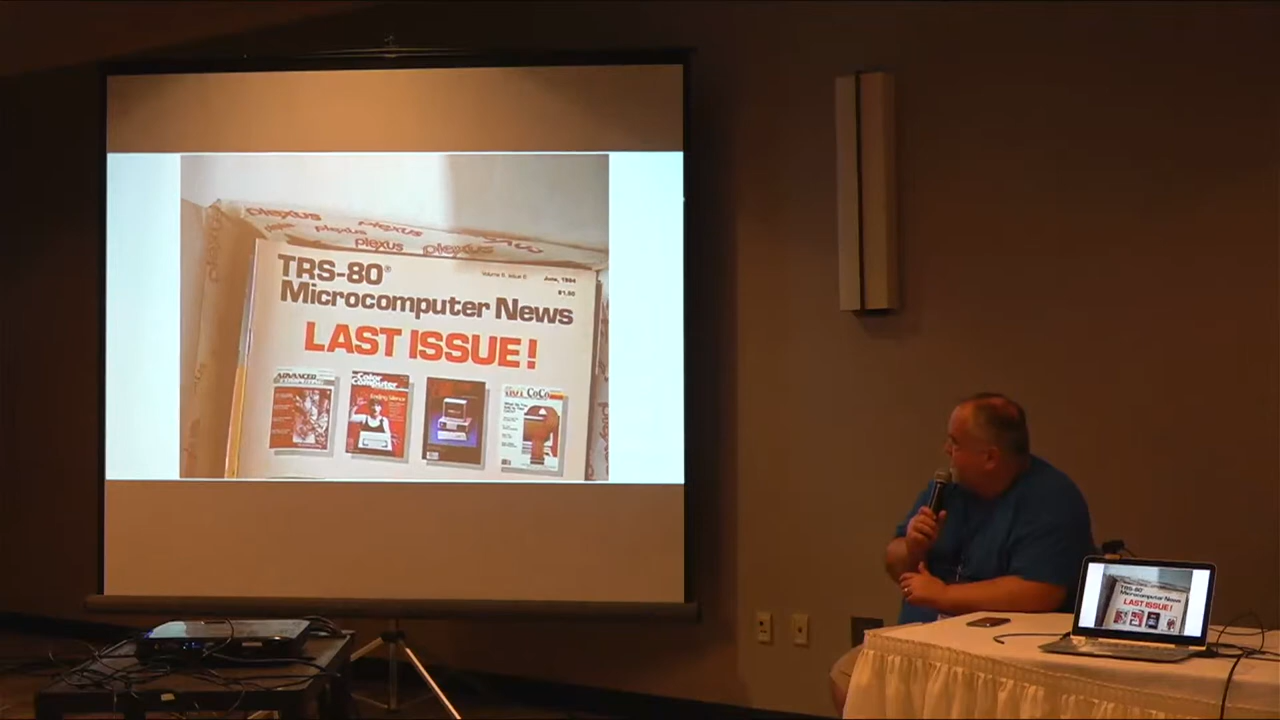 plexus
plexus
plexus
plexus
plexus
TRS-80®
Volume 6, Issue 6
June, 1984
$1.50
Microcomputer News
LAST ISSUE!
ADVANCED
Color
Computer
CoCo
TRS-80®
Microcomputer News
LAST ISSUE!